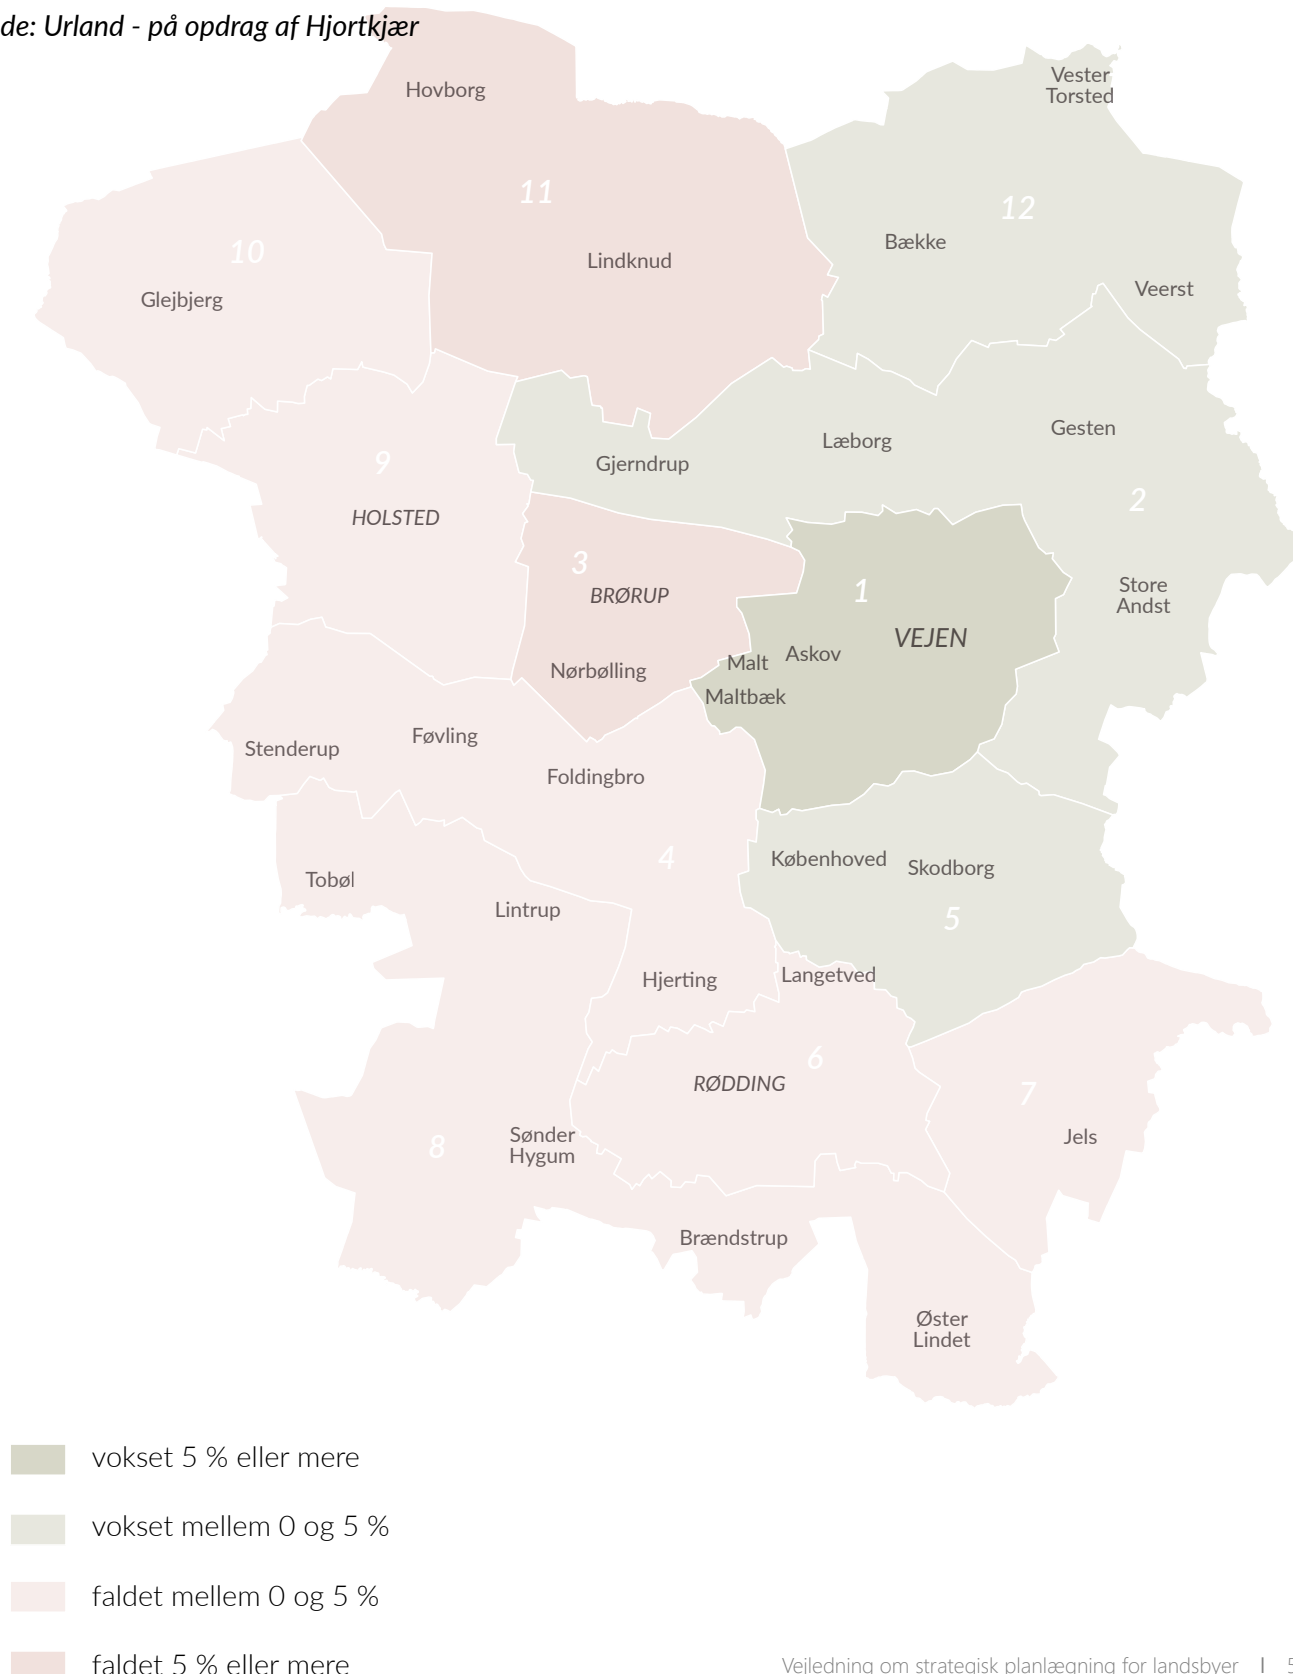 de: Urland - på opdrag af Hjortkjær
Hovborg
Vester
Torsted
11
12
10
Bække
Lindknud
Veerst
Glejbjerg
Gesten
Læborg
9
Gjerndrup
2
HOLSTED
3
1
BRØRUP
Store
Andst
VEJEN
Askov
Malt
Nørbølling
Maltbæk
Føvling
Stenderup
Foldingbro
4
Københoved
Skodborg
Tobøl
Lintrup
5
Langetved
Hjerting
6
RØDDING
7
Jels
8
Sønder
Hygum
Brændstrup
Øster
Lindet
vokset 5 % eller mere
vokset mellem 0 og 5 %
faldet mellem 0 og 5 %
faldet 5 % eller mere
Vejledning om strategisk planlægning for landsbyer | 5